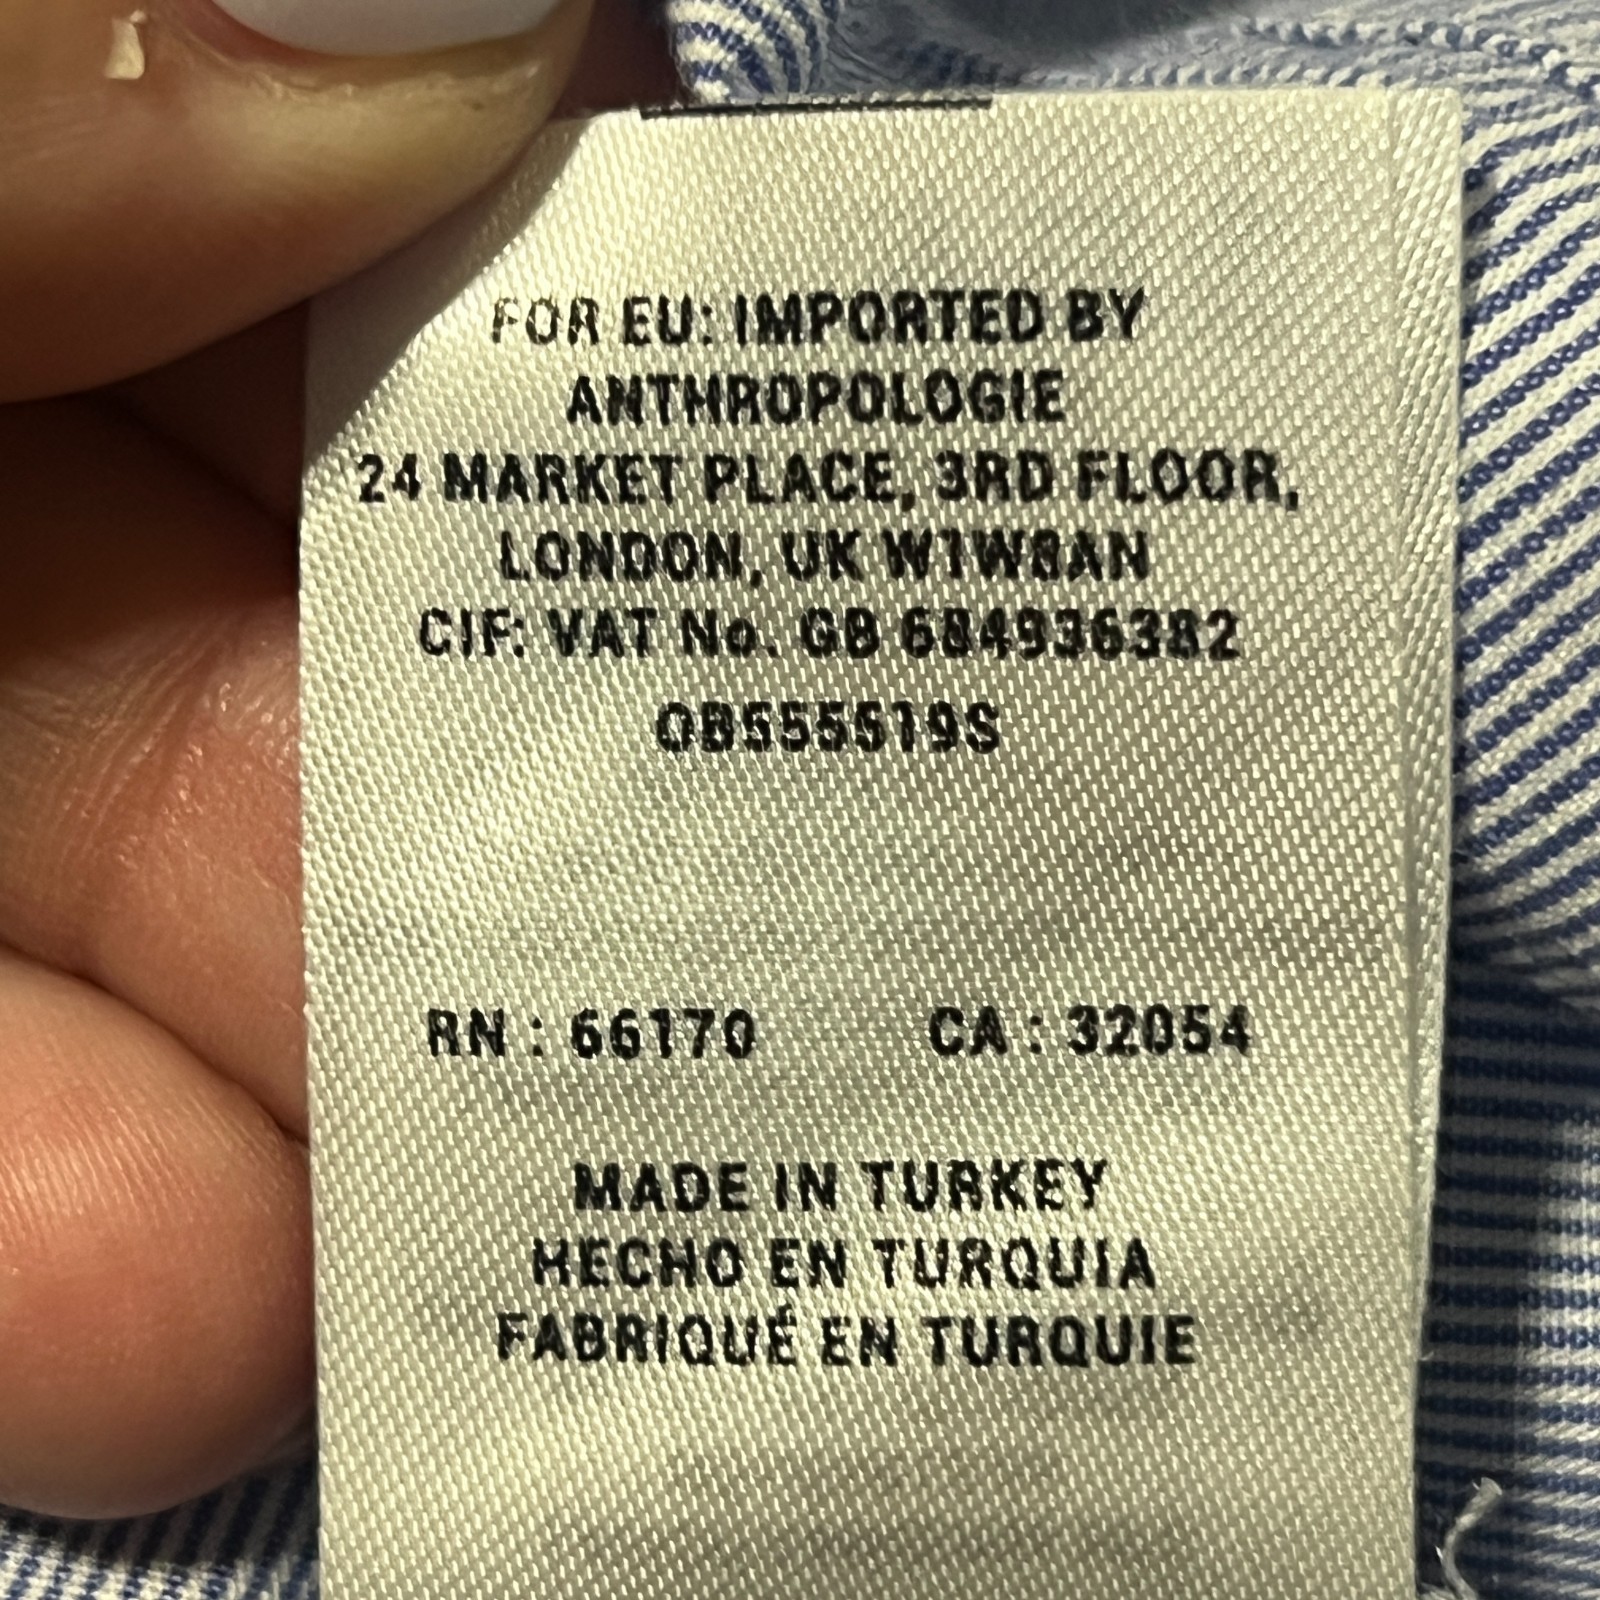 FOR EU: IMPORTED BY
ANTHROPOLOGIE
24 MARKET PLACE, 3RD FLOOR,
LONDON, UK W1W8AN
CIF: VAT No. GB 684936382
OB555519S
RN : 66170 CA : 32054
MADE IN TURKEY
HECHO EN TURQUIA
FABRIQUÉ EN TURQUIE